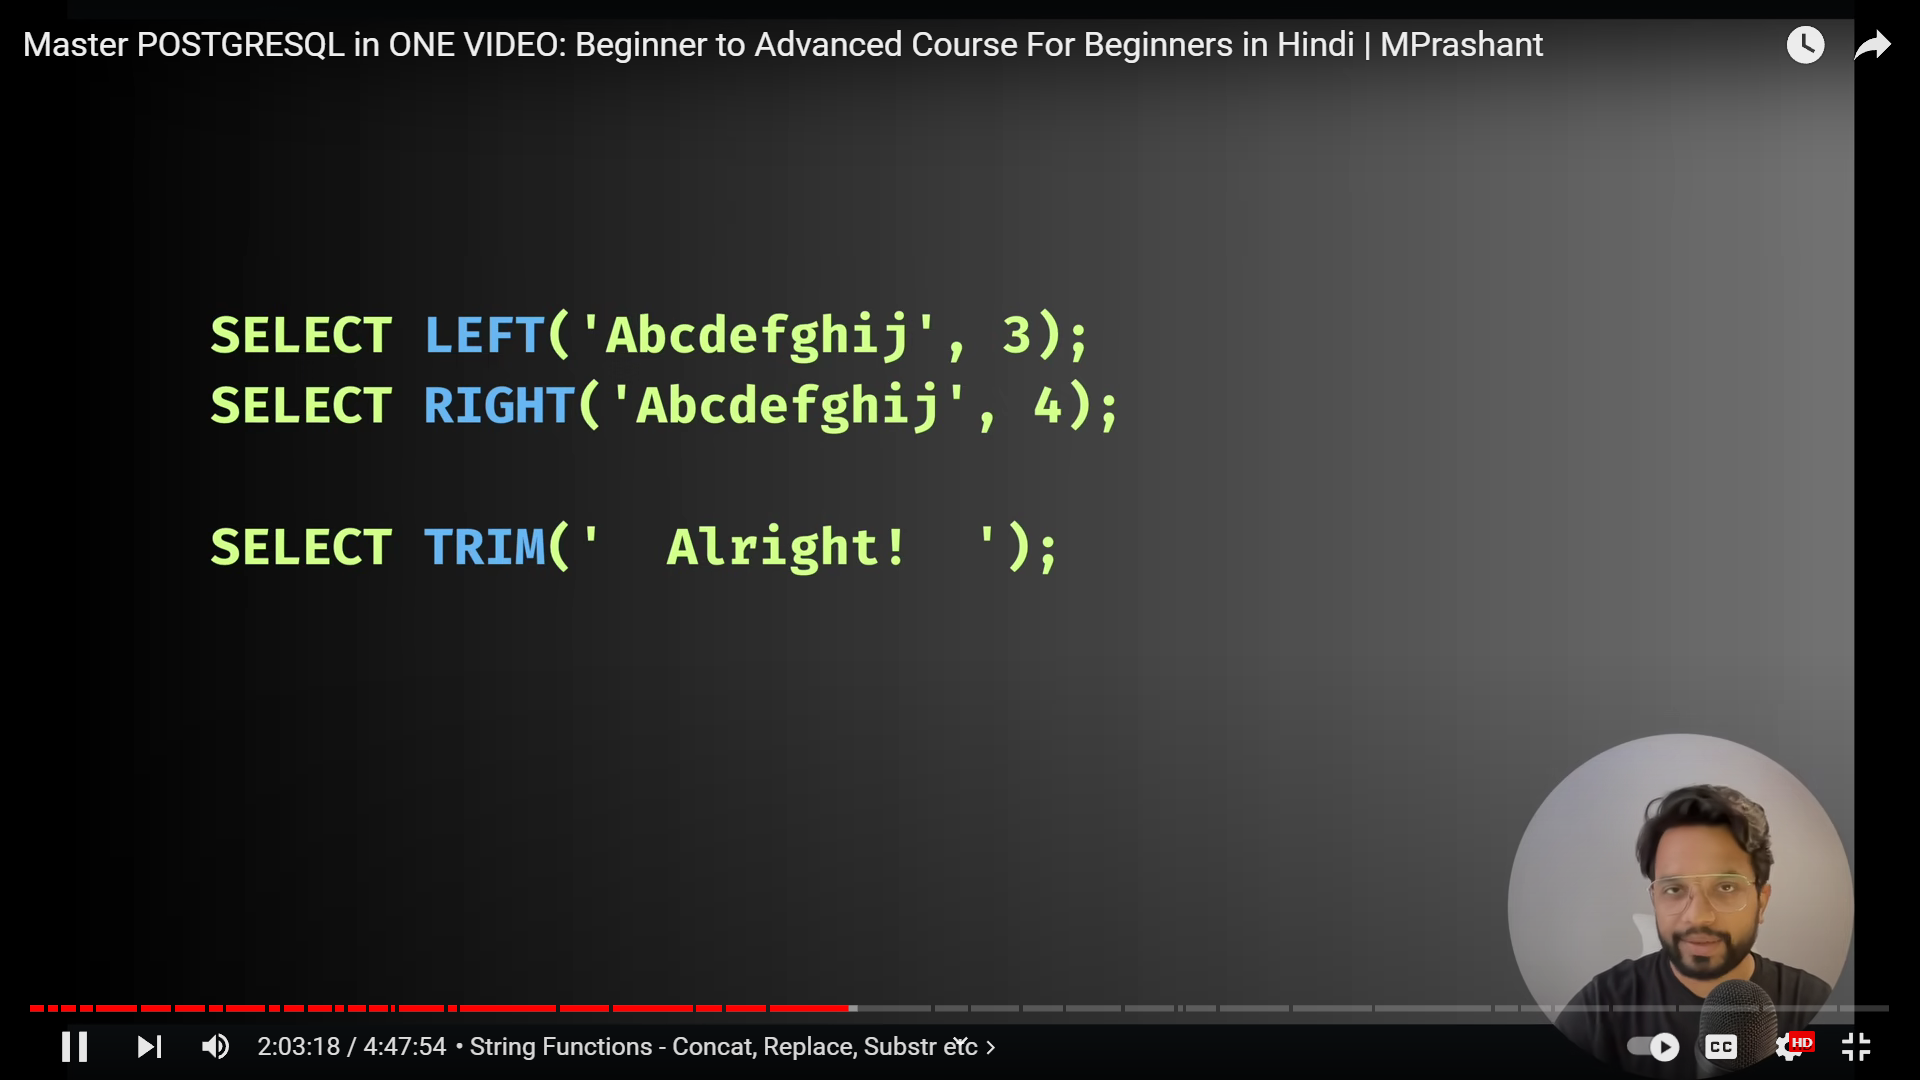 Master POSTGRESQL in ONE VIDEO: Beginner to Advanced Course For Beginners in Hindi | MPrashant
SELECT LEFT('Abcdefghij', 3);
SELECT RIGHT('Abcdefghij', 4);
SELECT TRIM('  Alright!  ');
2:03:18 / 4:47:54 • String Functions - Concat, Replace, Substr etc >
CC
HD